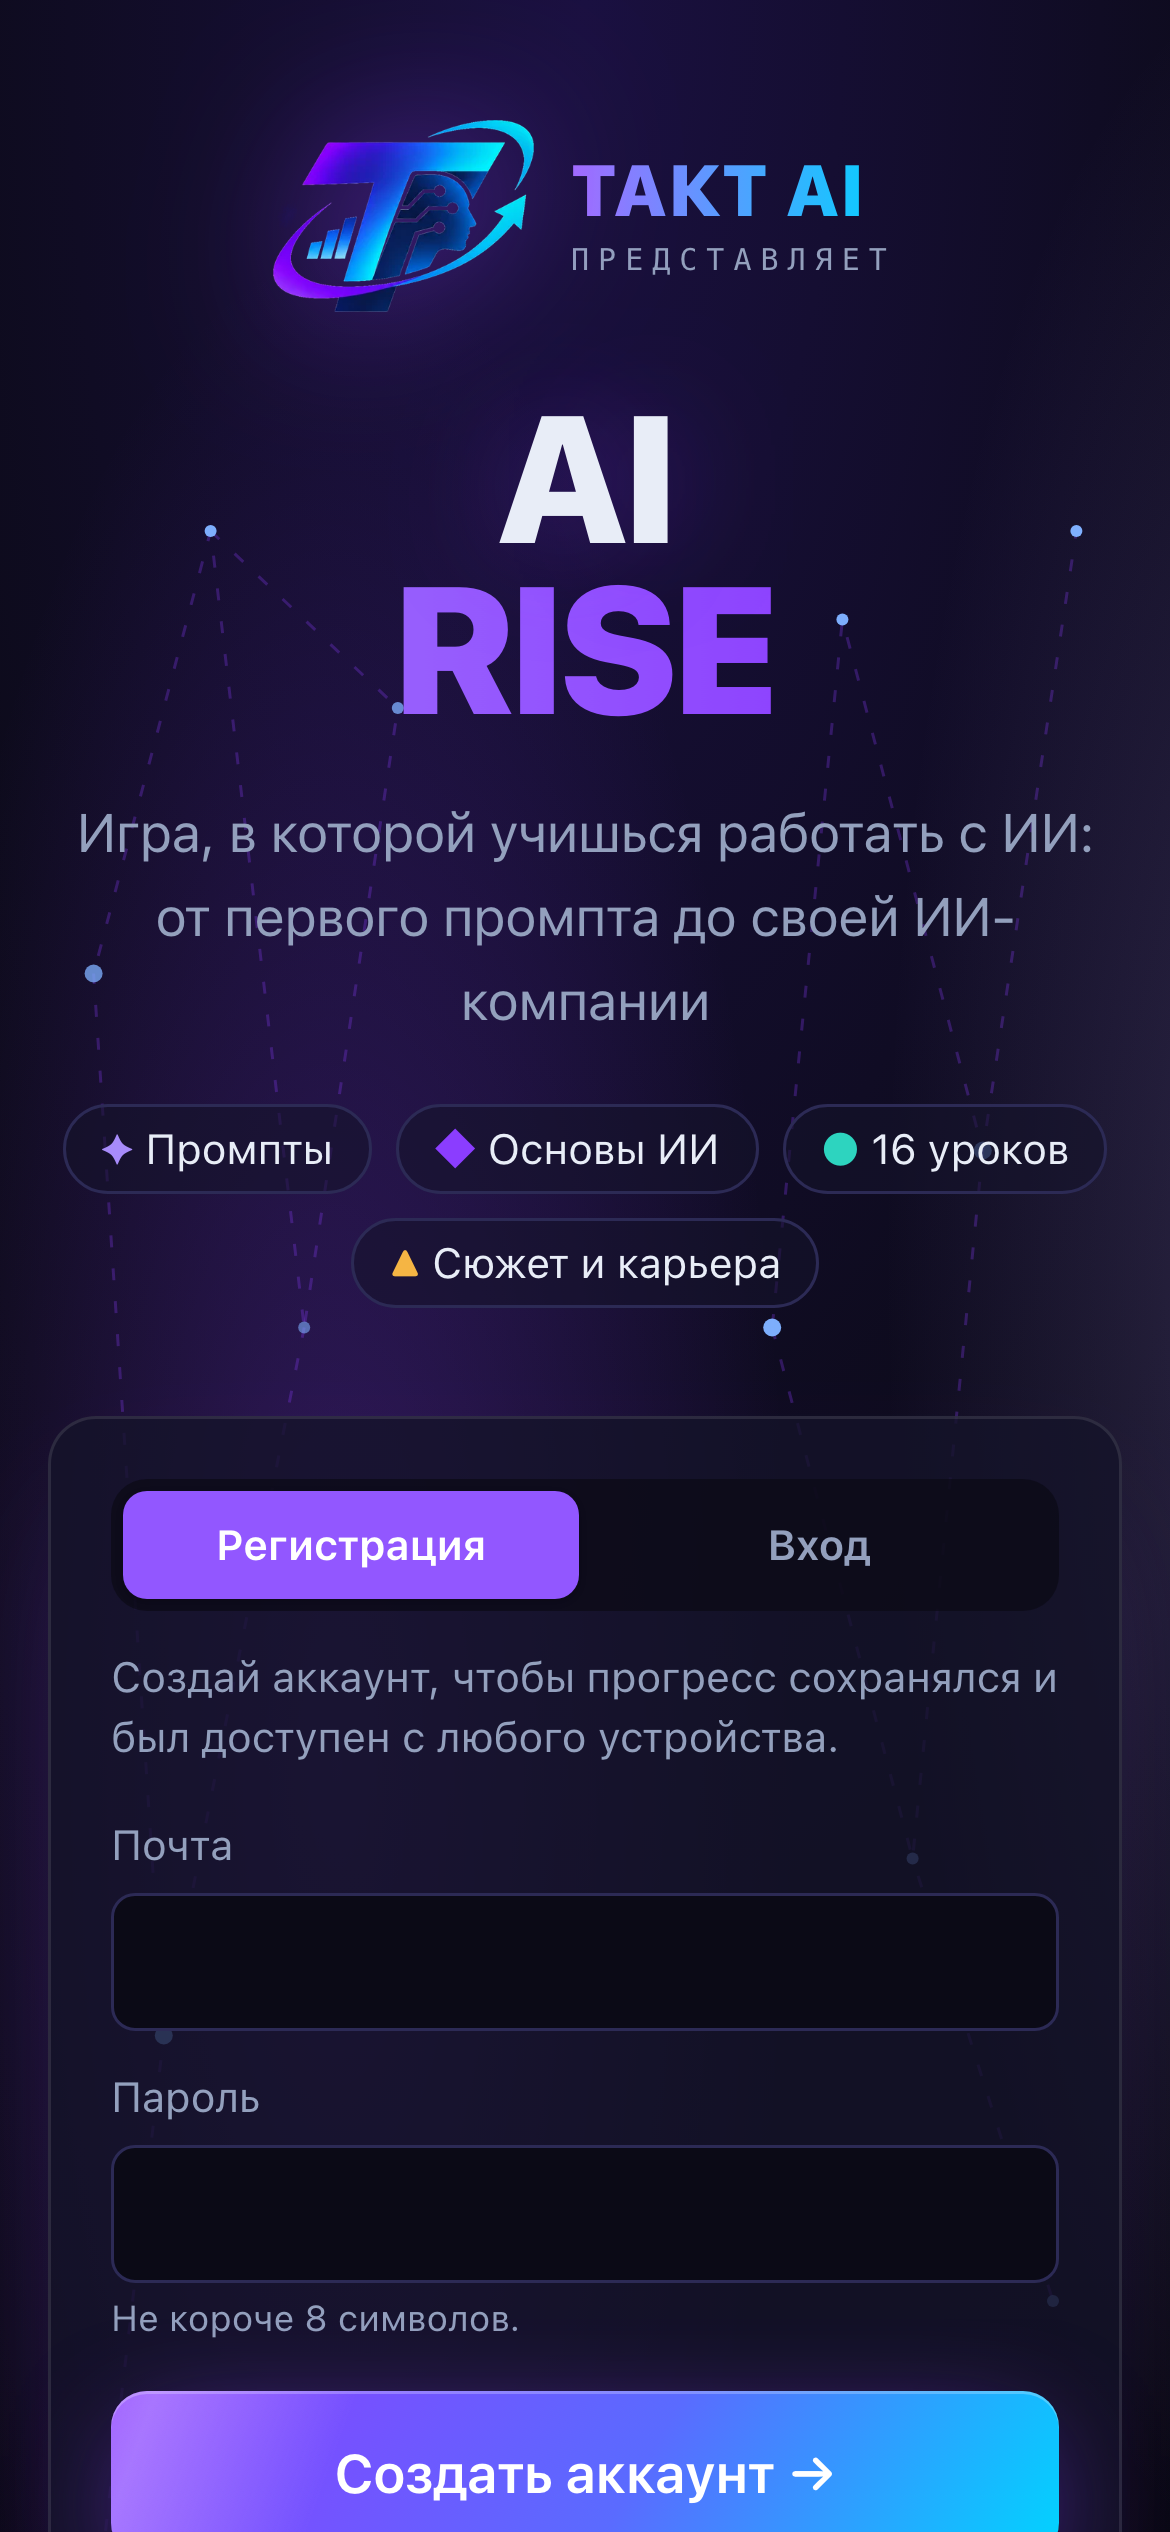 TAKT AI
ПРЕДСТАВЛЯЕТ
AI
RISE
Игра, в которой учишься работать с ИИ:
от первого промпта до своей ИИ-
компании
Промпты
Основы ИИ
16 уроков
Сюжет и карьера
Регистрация
Вход
Создай аккаунт, чтобы прогресс сохранялся и
был доступен с любого устройства.
Почта
Пароль
Не короче 8 символов.
Создать аккаунт →